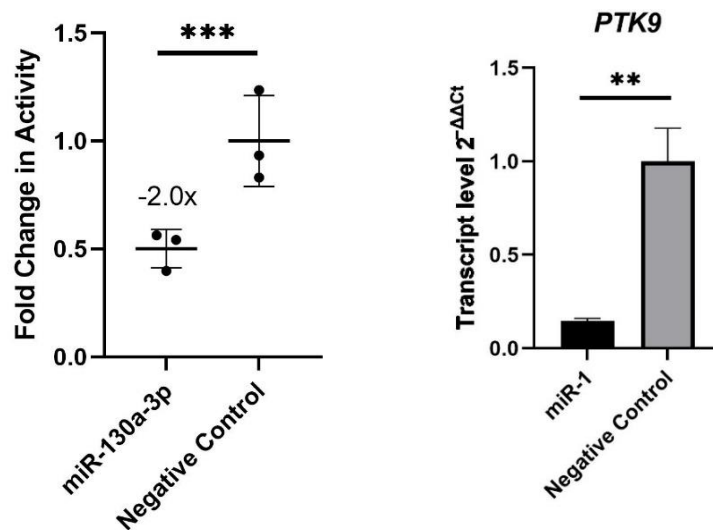 Fold Change in Activity
1.5
1.0
0.5
0.0
***
-2.0x
miR-130a-3p
Negative Control
PTK9
Transcript level 2^-ΔΔCt
1.5
1.0
0.5
0.0
**
miR-1
Negative Control